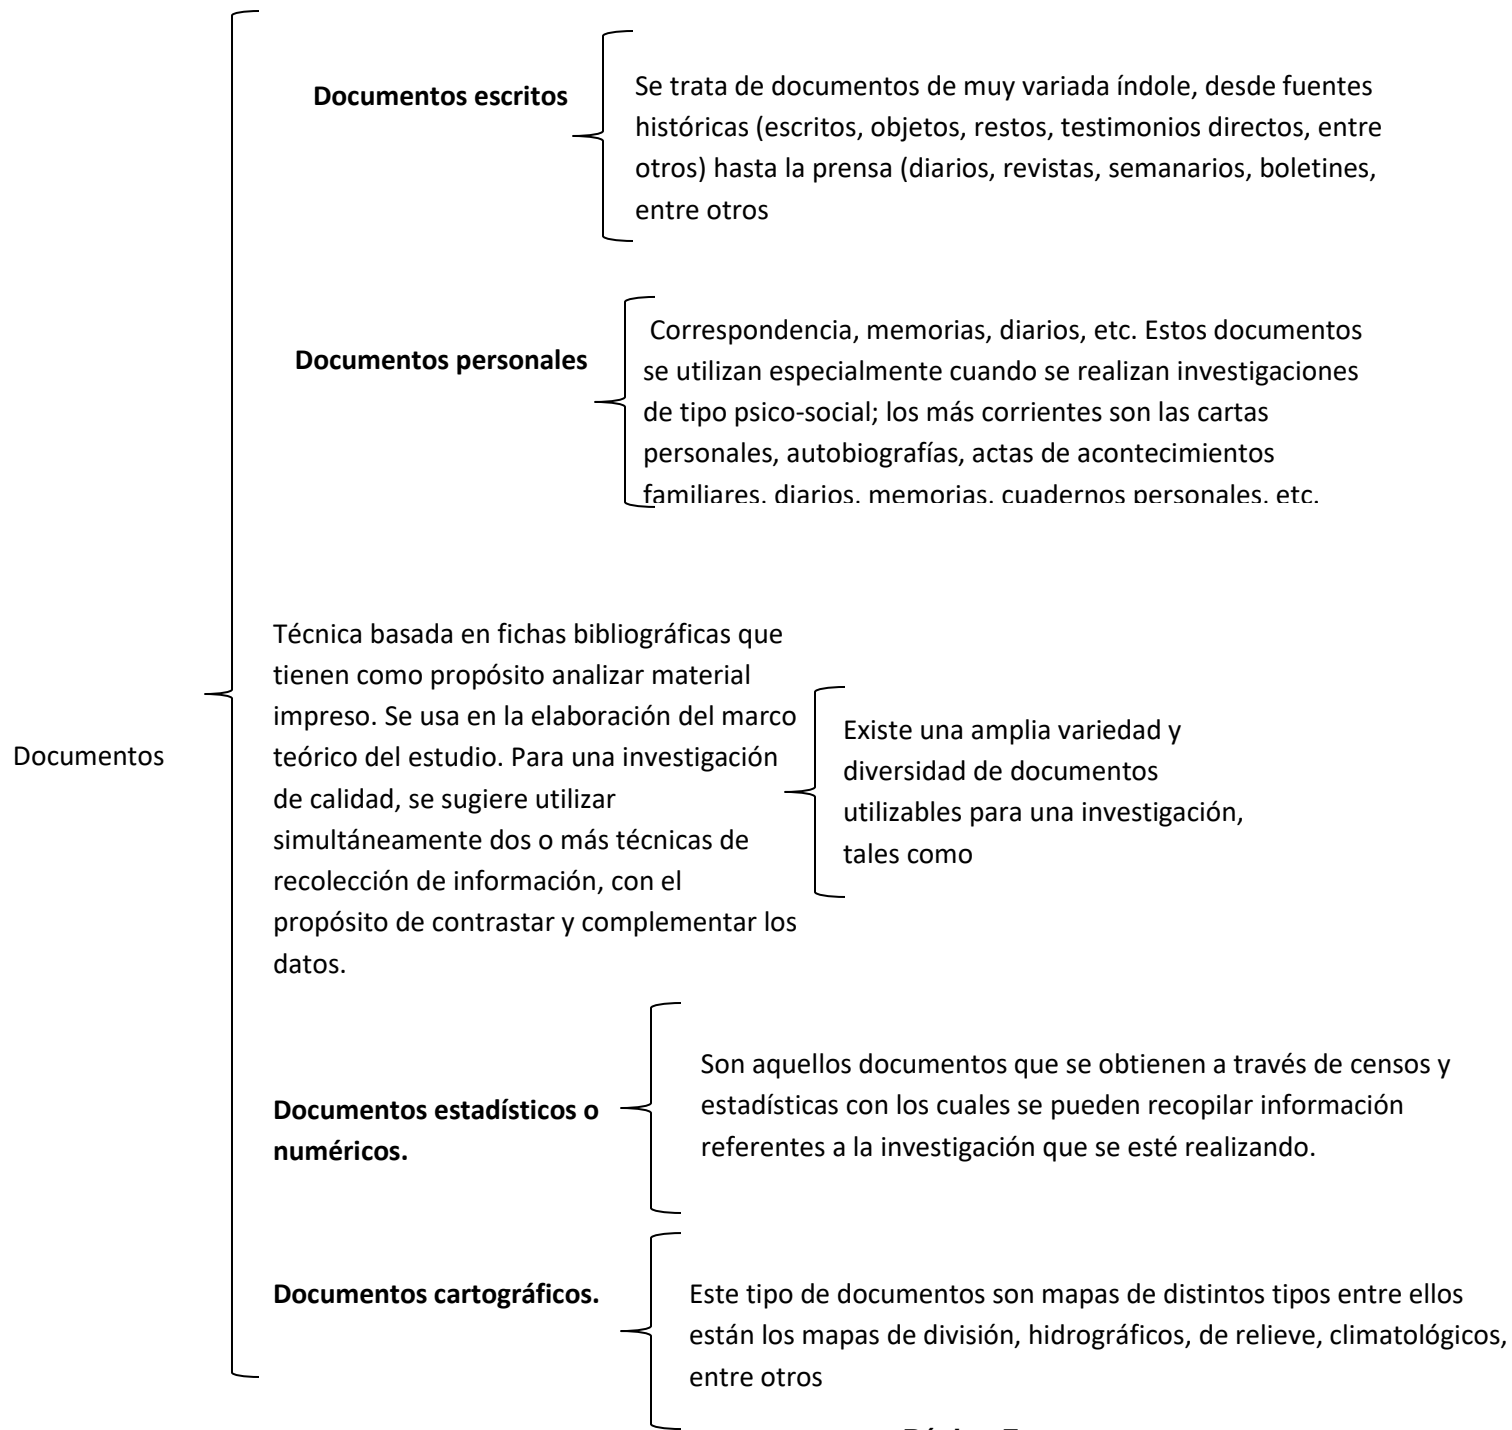 Documentos escritos
Se trata de documentos de muy variada índole, desde fuentes
históricas (escritos, objetos, restos, testimonios directos, entre
otros) hasta la prensa (diarios, revistas, semanarios, boletines,
entre otros
Documentos personales
Correspondencia, memorias, diarios, etc. Estos documentos
se utilizan especialmente cuando se realizan investigaciones
de tipo psico-social; los más corrientes son las cartas
personales, autobiografías, actas de acontecimientos
familiares, diarios, memorias, cuadernos personales, etc.
Documentos
Técnica basada en fichas bibliográficas que
tienen como propósito analizar material
impreso. Se usa en la elaboración del marco
teórico del estudio. Para una investigación
de calidad, se sugiere utilizar
simultáneamente dos o más técnicas de
recolección de información, con el
propósito de contrastar y complementar los
datos.
Existe una amplia variedad y
diversidad de documentos
utilizables para una investigación,
tales como
Documentos estadísticos o
numéricos.
Son aquellos documentos que se obtienen a través de censos y
estadísticas con los cuales se pueden recopilar información
referentes a la investigación que se esté realizando.
Documentos cartográficos.
Este tipo de documentos son mapas de distintos tipos entre ellos
están los mapas de división, hidrográficos, de relieve, climatológicos,
entre otros